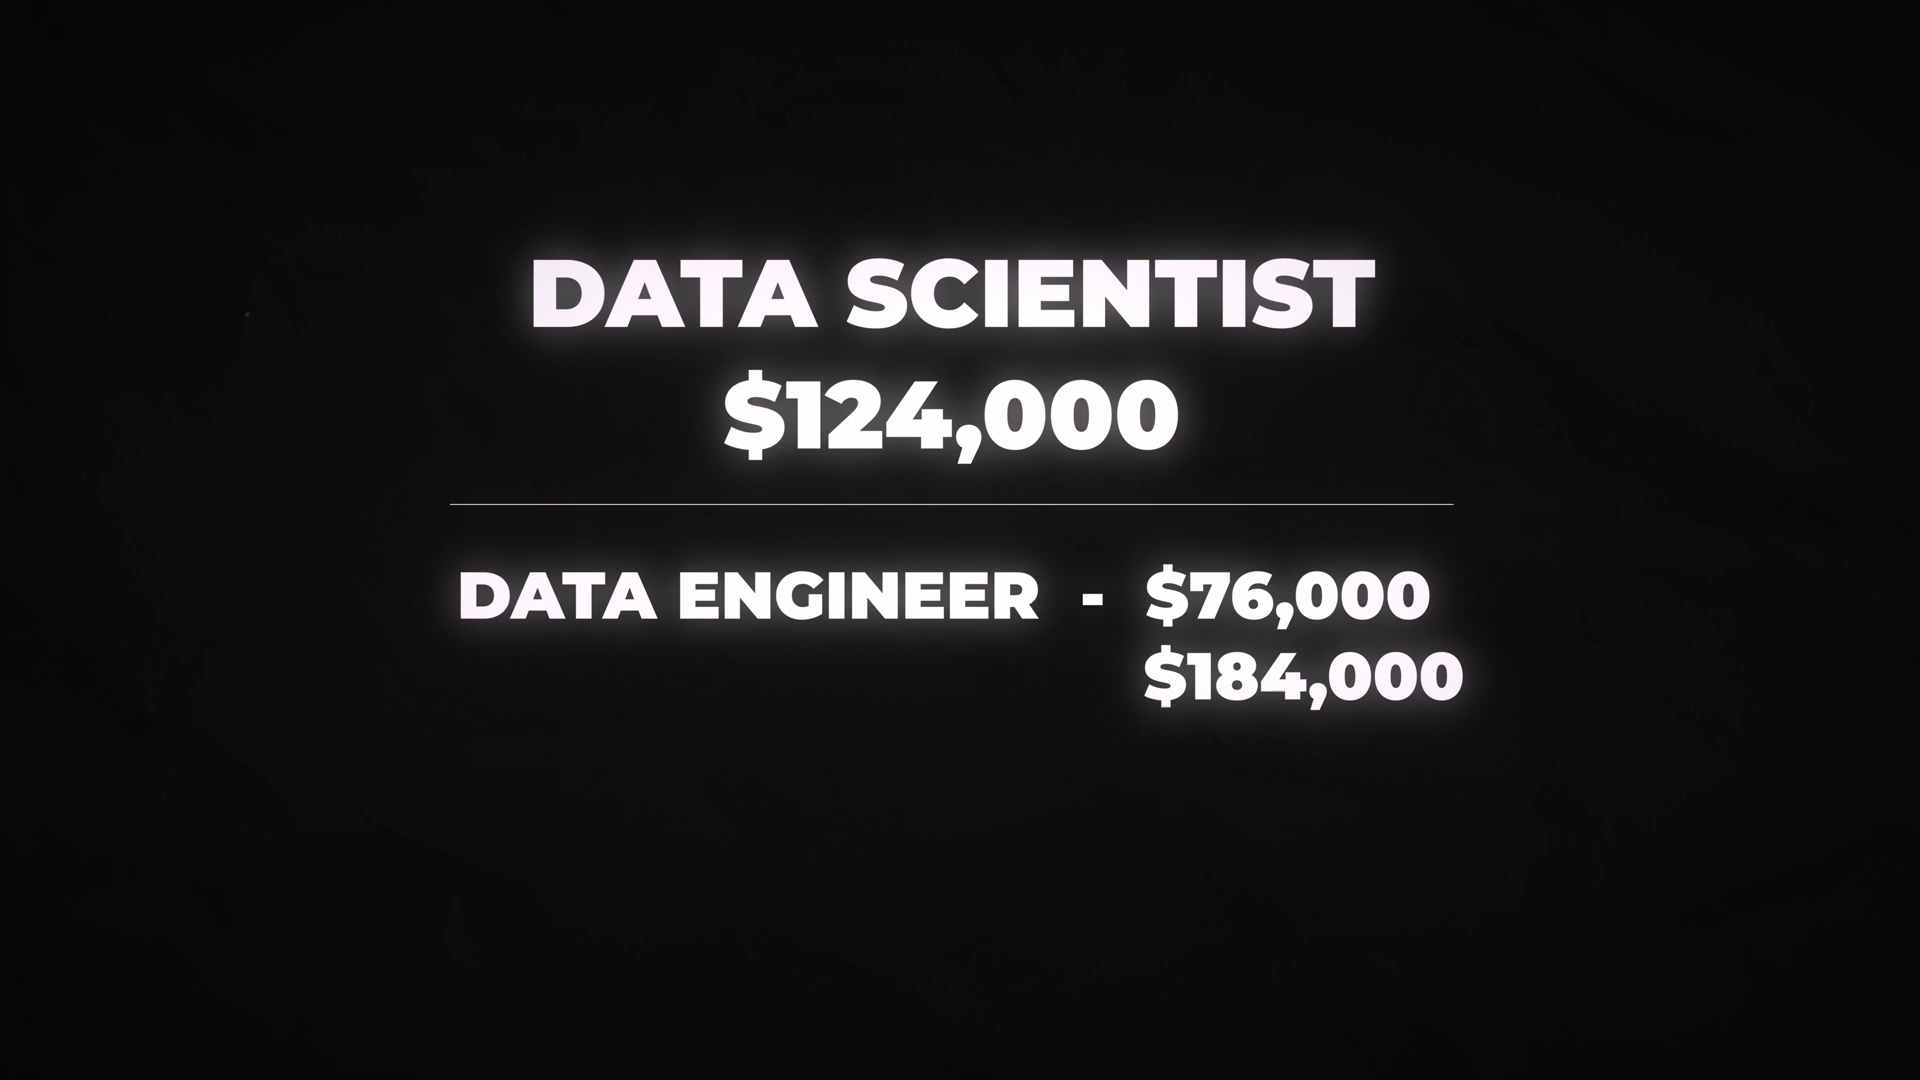 DATA SCIENTIST
$124,000
DATA ENGINEER - $76,000
$184,000